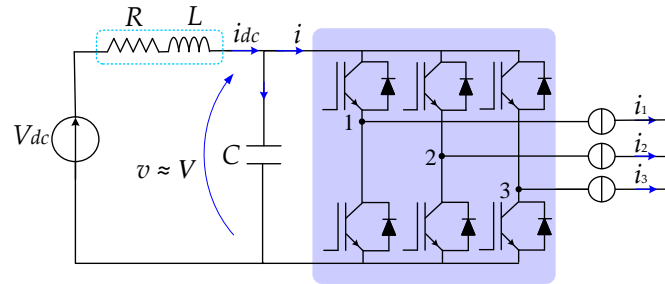 R L i_dc i
i₁
1
V_dc v ≈ V C 2 i₂
3 i₃